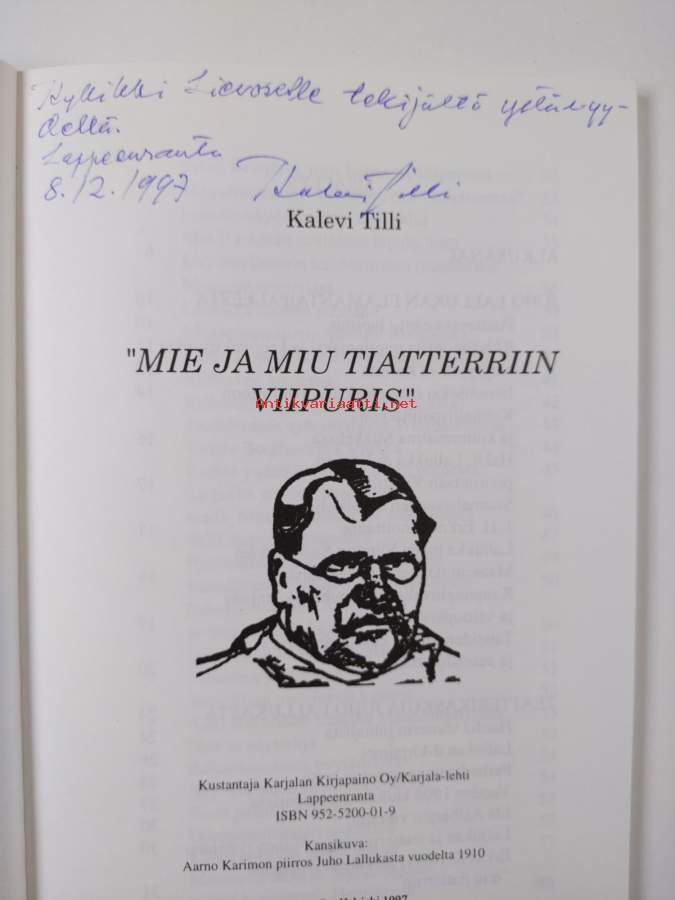 Kyllikki Lievoselle tekijältä ystävyy-
dellä.
Lappeenranta
8.12.1997 Kalevi Tilli
Kalevi Tilli
"MIE JA MIU TIATTERRIIN
VIIPURIS"
Antikvariaatti.net
Kustantaja Karjalan Kirjapaino Oy/Karjala-lehti
Lappeenranta
ISBN 952-5200-01-9
Kansikuva:
Aarno Karimon piirros Juho Lallukasta vuodelta 1910
Helsinki 1997